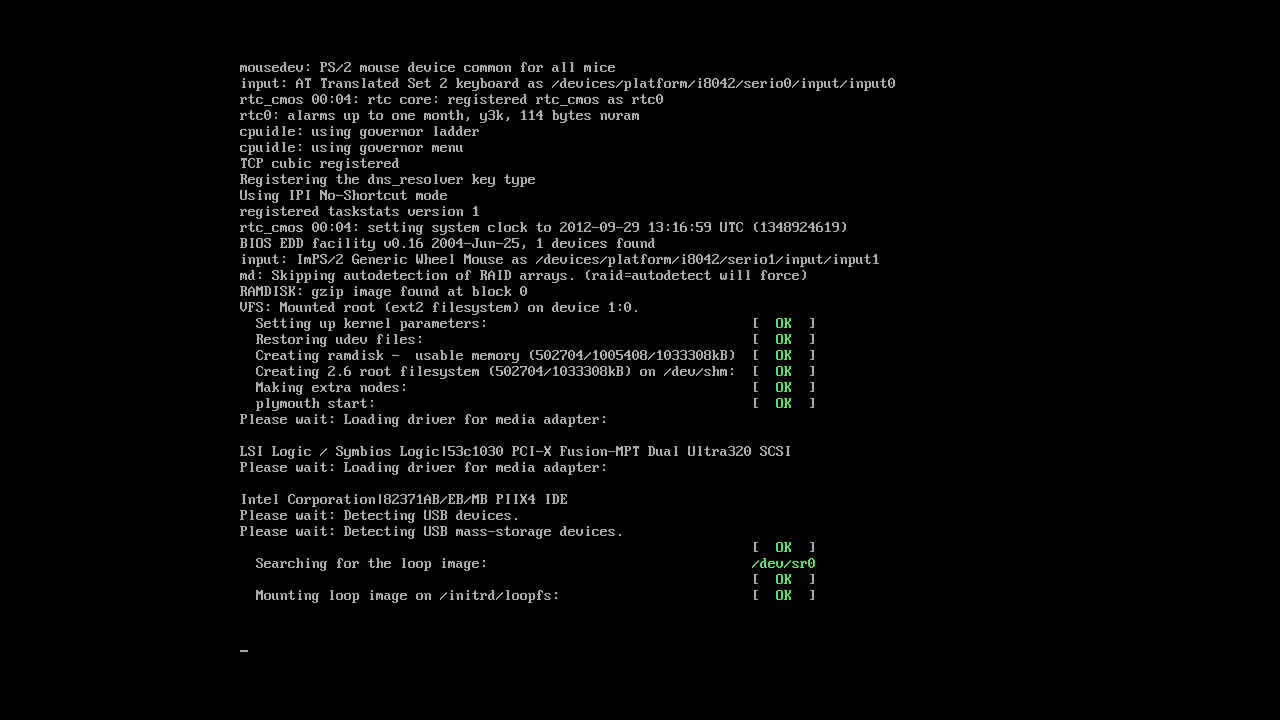 mousedev: PS/2 mouse device common for all mice
input: AT Translated Set 2 keyboard as /devices/platform/i8042/serio0/input/input0
rtc_cmos 00:04: rtc core: registered rtc_cmos as rtc0
rtc0: alarms up to one month, y3k, 114 bytes nvram
cpuidle: using governor ladder
cpuidle: using governor menu
TCP cubic registered
Registering the dns_resolver key type
Using IPI No-Shortcut mode
registered taskstats version 1
rtc_cmos 00:04: setting system clock to 2012-09-29 13:16:59 UTC (1348924619)
BIOS EDD facility v0.16 2004-Jun-25, 1 devices found
input: ImPS/2 Generic Wheel Mouse as /devices/platform/i8042/serio1/input/input1
md: Skipping autodetection of RAID arrays. (raid=autodetect will force)
RAMDISK: gzip image found at block 0
VFS: Mounted root (ext2 filesystem) on device 1:0.
  Setting up kernel parameters:                                 [  OK  ]
  Restoring udev files:                                         [  OK  ]
  Creating ramdisk -  usable memory (502704/1005408/1033308kB)  [  OK  ]
  Creating 2.6 root filesystem (502704/1033308kB) on /dev/shm:  [  OK  ]
  Making extra nodes:                                           [  OK  ]
  plymouth start:                                               [  OK  ]
Please wait: Loading driver for media adapter:
LSI Logic / Symbios Logic|53c1030 PCI-X Fusion-MPT Dual Ultra320 SCSI
Please wait: Loading driver for media adapter:
Intel Corporation|82371AB/EB/MB PIIX4 IDE
Please wait: Detecting USB devices.
Please wait: Detecting USB mass-storage devices.
                                                                [  OK  ]
  Searching for the loop image:                                 /dev/sr0
                                                                [  OK  ]
  Mounting loop image on /initrd/loopfs:                        [  OK  ]
_